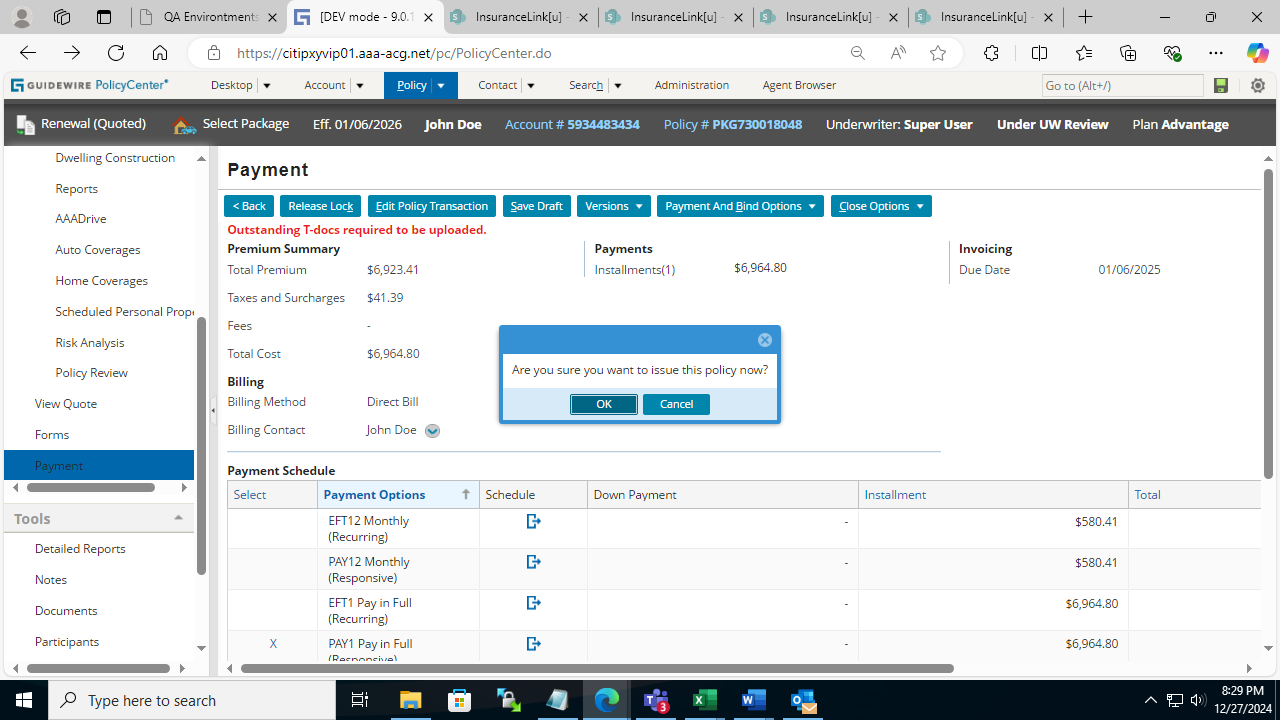 QA Environments
[DEV mode - 9.0.1
InsuranceLink[u] -
InsuranceLink[u] -
InsuranceLink[u] -
InsuranceLink[u] -
https://citipxyvip01.aaa-acg.net/pc/PolicyCenter.do
GUIDEWIRE PolicyCenter®
Desktop
Account
Policy
Contact
Search
Administration
Agent Browser
Go to (Alt+/)
Renewal (Quoted)
Select Package
Eff. 01/06/2026
John Doe
Account # 5934483434
Policy # PKG730018048
Underwriter: Super User
Under UW Review
Plan Advantage
Dwelling Construction
Reports
AAADrive
Auto Coverages
Home Coverages
Scheduled Personal Prope
Risk Analysis
Policy Review
View Quote
Forms
Payment
Tools
Detailed Reports
Notes
Documents
Participants
Payment
< Back
Release Lock
Edit Policy Transaction
Save Draft
Versions
Payment And Bind Options
Close Options
Outstanding T-docs required to be uploaded.
Premium Summary
Total Premium $6,923.41
Taxes and Surcharges $41.39
Fees -
Total Cost $6,964.80
Billing
Billing Method Direct Bill
Billing Contact John Doe
Payments
Installments(1) $6,964.80
Invoicing
Due Date 01/06/2025
Are you sure you want to issue this policy now?
OK
Cancel
Payment Schedule
Select Payment Options Schedule Down Payment Installment Total
EFT12 Monthly
(Recurring) - $580.41
PAY12 Monthly
(Responsive) - $580.41
EFT1 Pay in Full
(Recurring) - $6,964.80
X PAY1 Pay in Full
(Responsive) - $6,964.80
Type here to search
3
8:29 PM
12/27/2024